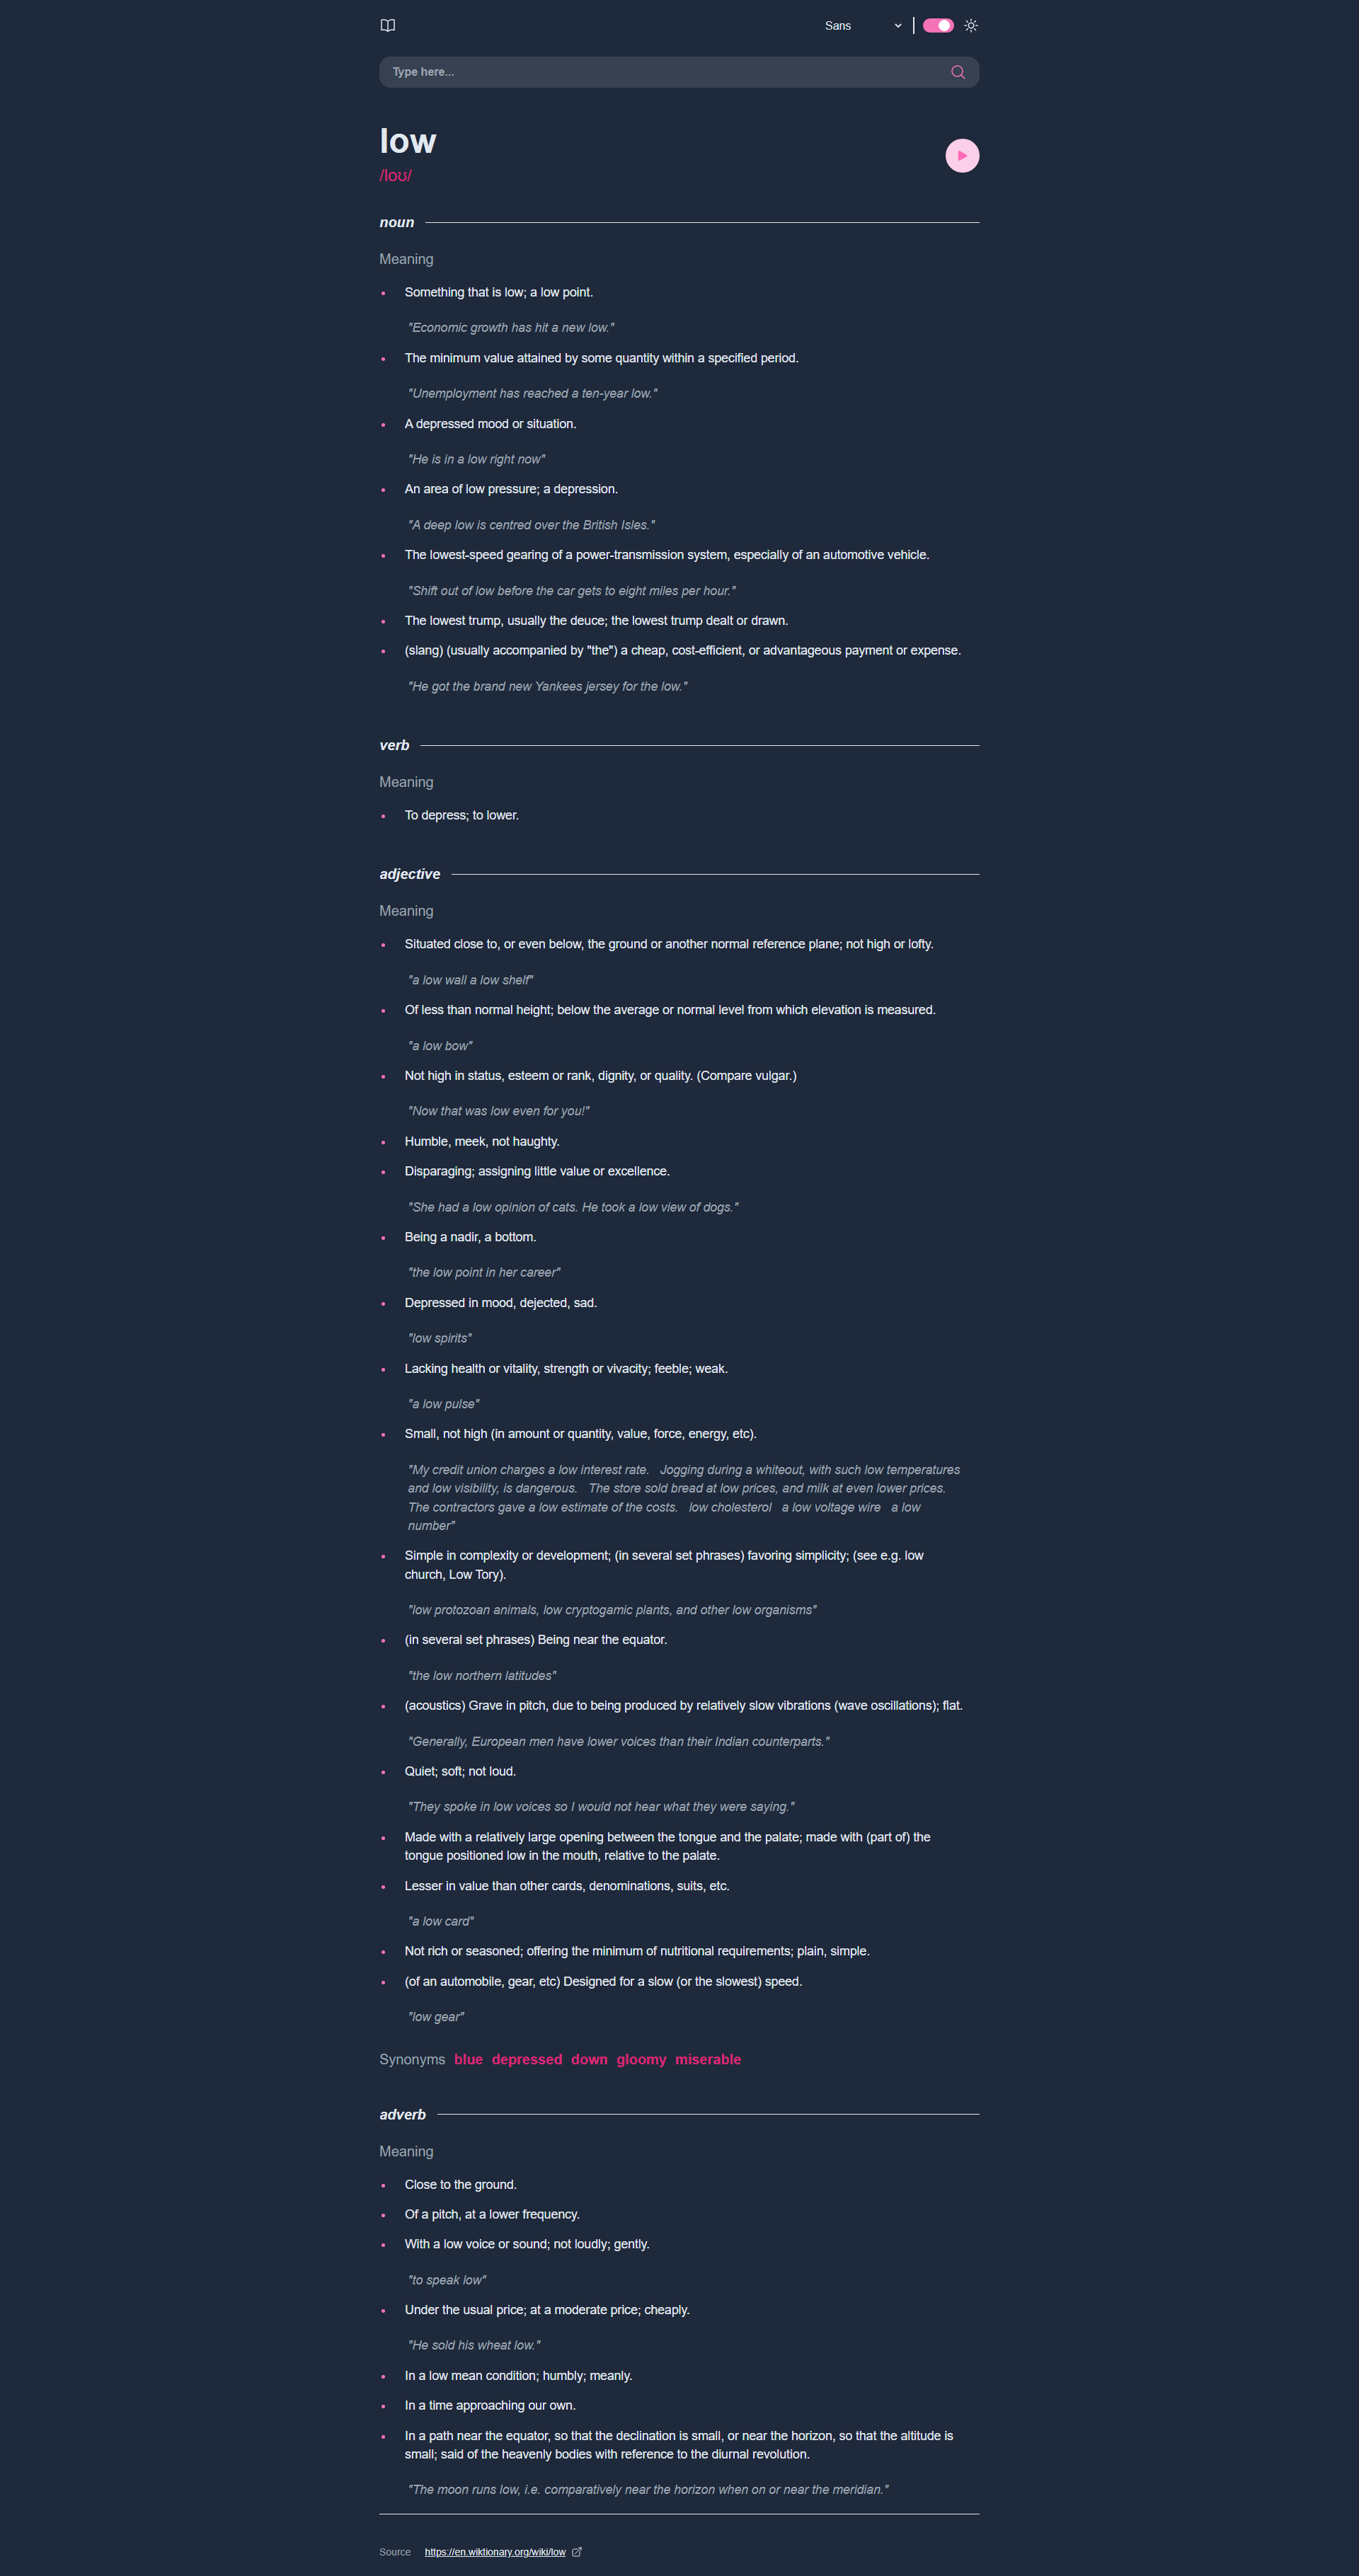 Sans
Type here...
low
/loʊ/
noun
Meaning
Something that is low; a low point.
"Economic growth has hit a new low."
The minimum value attained by some quantity within a specified period.
"Unemployment has reached a ten-year low."
A depressed mood or situation.
"He is in a low right now"
An area of low pressure; a depression.
"A deep low is centred over the British Isles."
The lowest-speed gearing of a power-transmission system, especially of an automotive vehicle.
"Shift out of low before the car gets to eight miles per hour."
The lowest trump, usually the deuce; the lowest trump dealt or drawn.
(slang) (usually accompanied by "the") a cheap, cost-efficient, or advantageous payment or expense.
"He got the brand new Yankees jersey for the low."
verb
Meaning
To depress; to lower.
adjective
Meaning
Situated close to, or even below, the ground or another normal reference plane; not high or lofty.
"a low wall a low shelf"
Of less than normal height; below the average or normal level from which elevation is measured.
"a low bow"
Not high in status, esteem or rank, dignity, or quality. (Compare vulgar.)
"Now that was low even for you!"
Humble, meek, not haughty.
Disparaging; assigning little value or excellence.
"She had a low opinion of cats. He took a low view of dogs."
Being a nadir, a bottom.
"the low point in her career"
Depressed in mood, dejected, sad.
"low spirits"
Lacking health or vitality, strength or vivacity; feeble; weak.
"a low pulse"
Small, not high (in amount or quantity, value, force, energy, etc).
"My credit union charges a low interest rate.   Jogging during a whiteout, with such low temperatures
and low visibility, is dangerous.   The store sold bread at low prices, and milk at even lower prices.
The contractors gave a low estimate of the costs.   low cholesterol   a low voltage wire   a low
number"
Simple in complexity or development; (in several set phrases) favoring simplicity; (see e.g. low
church, Low Tory).
"low protozoan animals, low cryptogamic plants, and other low organisms"
(in several set phrases) Being near the equator.
"the low northern latitudes"
(acoustics) Grave in pitch, due to being produced by relatively slow vibrations (wave oscillations); flat.
"Generally, European men have lower voices than their Indian counterparts."
Quiet; soft; not loud.
"They spoke in low voices so I would not hear what they were saying."
Made with a relatively large opening between the tongue and the palate; made with (part of) the
tongue positioned low in the mouth, relative to the palate.
Lesser in value than other cards, denominations, suits, etc.
"a low card"
Not rich or seasoned; offering the minimum of nutritional requirements; plain, simple.
(of an automobile, gear, etc) Designed for a slow (or the slowest) speed.
"low gear"
Synonyms blue depressed down gloomy miserable
adverb
Meaning
Close to the ground.
Of a pitch, at a lower frequency.
With a low voice or sound; not loudly; gently.
"to speak low"
Under the usual price; at a moderate price; cheaply.
"He sold his wheat low."
In a low mean condition; humbly; meanly.
In a time approaching our own.
In a path near the equator, so that the declination is small, or near the horizon, so that the altitude is
small; said of the heavenly bodies with reference to the diurnal revolution.
"The moon runs low, i.e. comparatively near the horizon when on or near the meridian."
Source https://en.wiktionary.org/wiki/low